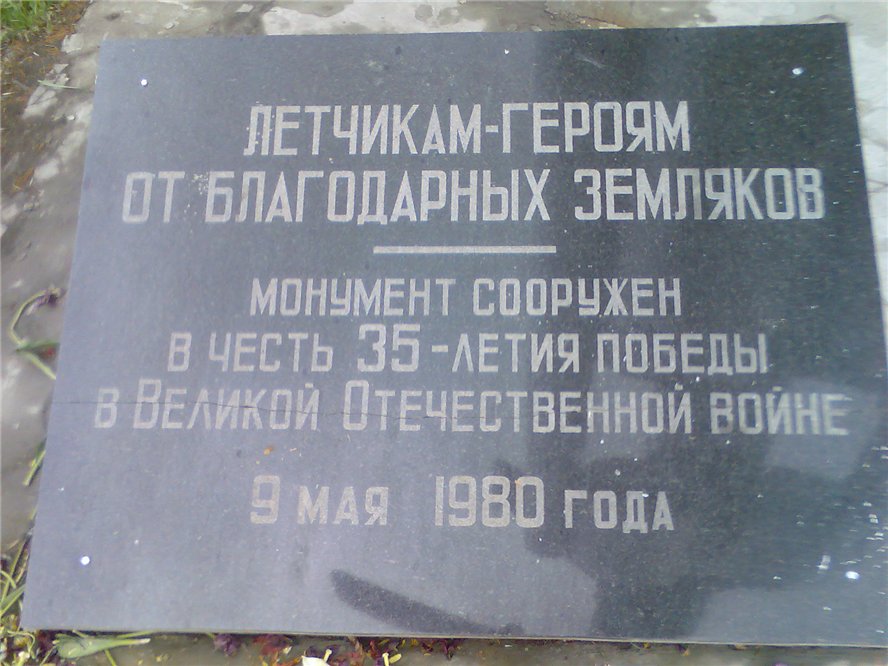 ЛЕТЧИКАМ-ГЕРОЯМ
ОТ БЛАГОДАРНЫХ ЗЕМЛЯКОВ
МОНУМЕНТ СООРУЖЕН
В ЧЕСТЬ 35-ЛЕТИЯ ПОБЕДЫ
В ВЕЛИКОЙ ОТЕЧЕСТВЕННОЙ ВОЙНЕ
9 МАЯ 1980 ГОДА